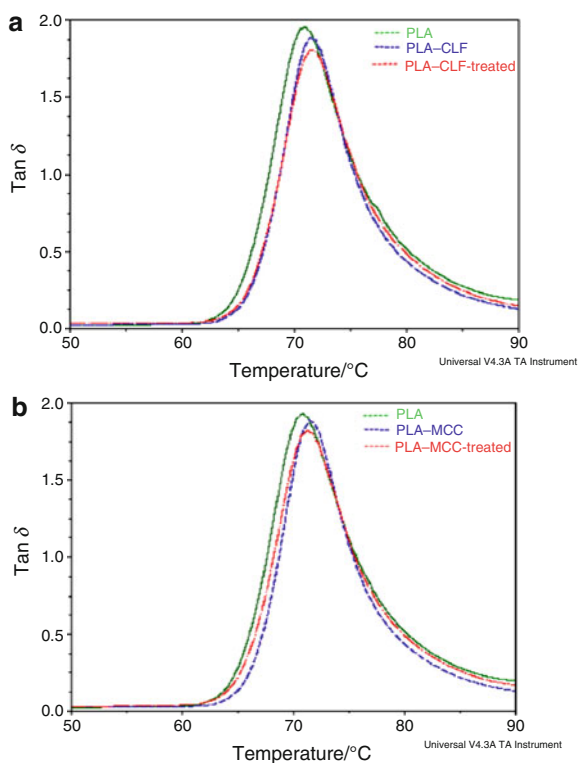 a
2.0
1.5
1.0
0.5
0.0
Tan δ
PLA
PLA–CLF
PLA–CLF-treated
50 60 70 80 90
Temperature/°C
Universal V4.3A TA Instrument
b
2.0
1.5
1.0
0.5
0.0
Tan δ
PLA
PLA–MCC
PLA–MCC-treated
50 60 70 80 90
Temperature/°C
Universal V4.3A TA Instrument